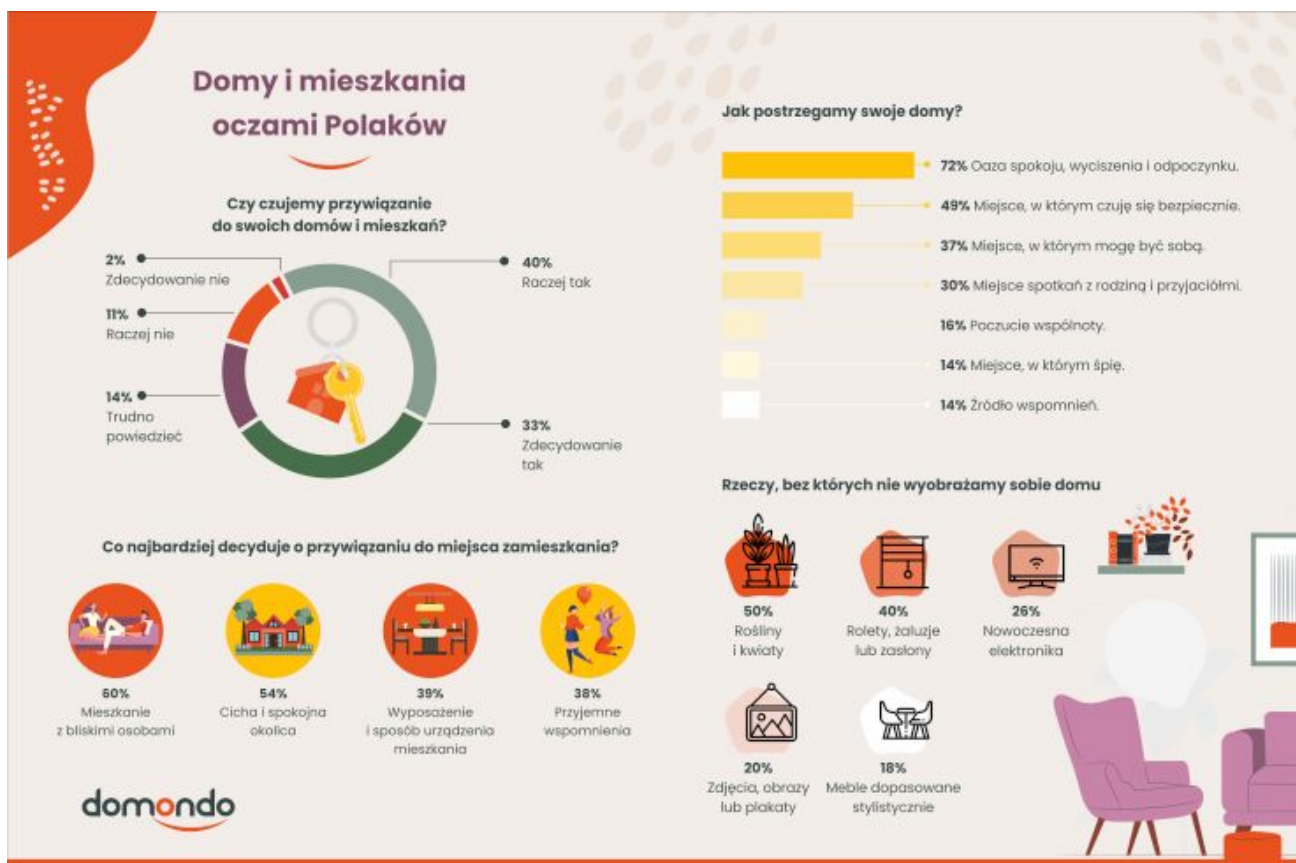 Domy i mieszkania
oczami Polaków
Czy czujemy przywiązanie
do swoich domów i mieszkań?
2%
Zdecydowanie nie
11%
Raczej nie
14%
Trudno
powiedzieć
40%
Raczej tak
33%
Zdecydowanie
tak
Co najbardziej decyduje o przywiązaniu do miejsca zamieszkania?
60%
Mieszkanie
z bliskimi osobami
54%
Cicha i spokojna
okolica
39%
Wyposażenie
i sposób urządzenia
mieszkania
38%
Przyjemne
wspomnienia
domondo
Jak postrzegamy swoje domy?
72% Oaza spokoju, wyciszenia i odpoczynku.
49% Miejsce, w którym czuję się bezpiecznie.
37% Miejsce, w którym mogę być sobą.
30% Miejsce spotkań z rodziną i przyjaciółmi.
16% Poczucie wspólnoty.
14% Miejsce, w którym śpię.
14% Źródło wspomnień.
Rzeczy, bez których nie wyobrażamy sobie domu
50%
Rośliny
i kwiaty
40%
Rolety, żaluzje
lub zasłony
26%
Nowoczesna
elektronika
20%
Zdjęcia, obrazy
lub plakaty
18%
Meble dopasowane
stylistycznie